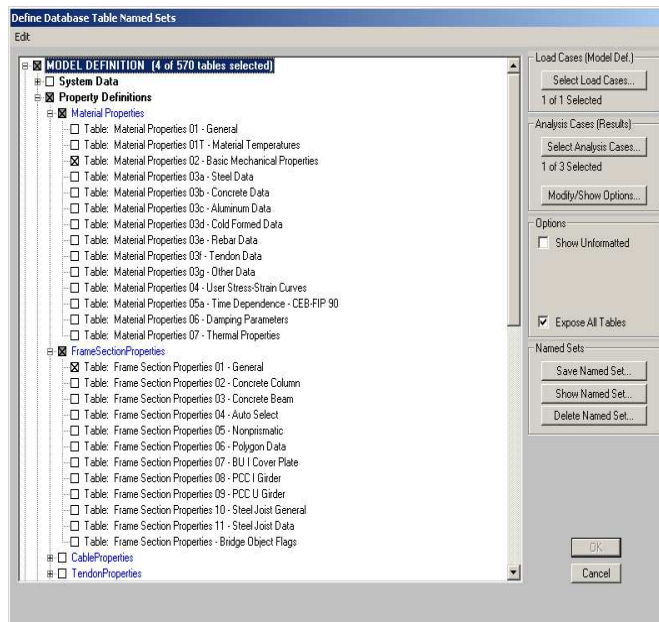 Define Database Table Named Sets
Edit
MODEL DEFINITION (4 of 570 tables selected)
System Data
Property Definitions
Material Properties
Table: Material Properties 01 - General
Table: Material Properties 01T - Material Temperatures
Table: Material Properties 02 - Basic Mechanical Properties
Table: Material Properties 03a - Steel Data
Table: Material Properties 03b - Concrete Data
Table: Material Properties 03c - Aluminum Data
Table: Material Properties 03d - Cold Formed Data
Table: Material Properties 03e - Rebar Data
Table: Material Properties 03f - Tendon Data
Table: Material Properties 03g - Other Data
Table: Material Properties 04 - User Stress-Strain Curves
Table: Material Properties 05a - Time Dependence - CEB-FIP 90
Table: Material Properties 06 - Damping Parameters
Table: Material Properties 07 - Thermal Properties
FrameSectionProperties
Table: Frame Section Properties 01 - General
Table: Frame Section Properties 02 - Concrete Column
Table: Frame Section Properties 03 - Concrete Beam
Table: Frame Section Properties 04 - Auto Select
Table: Frame Section Properties 05 - Nonprismatic
Table: Frame Section Properties 06 - Polygon Data
Table: Frame Section Properties 07 - BU I Cover Plate
Table: Frame Section Properties 08 - PCC I Girder
Table: Frame Section Properties 09 - PCC U Girder
Table: Frame Section Properties 10 - Steel Joist General
Table: Frame Section Properties 11 - Steel Joist Data
Table: Frame Section Properties - Bridge Object Flags
CableProperties
TendonProperties
Load Cases (Model Def.)
Select Load Cases...
1 of 1 Selected
Analysis Cases (Results)
Select Analysis Cases...
1 of 3 Selected
Modify/Show Options...
Options
Show Unformatted
Expose All Tables
Named Sets
Save Named Set...
Show Named Set...
Delete Named Set...
OK
Cancel